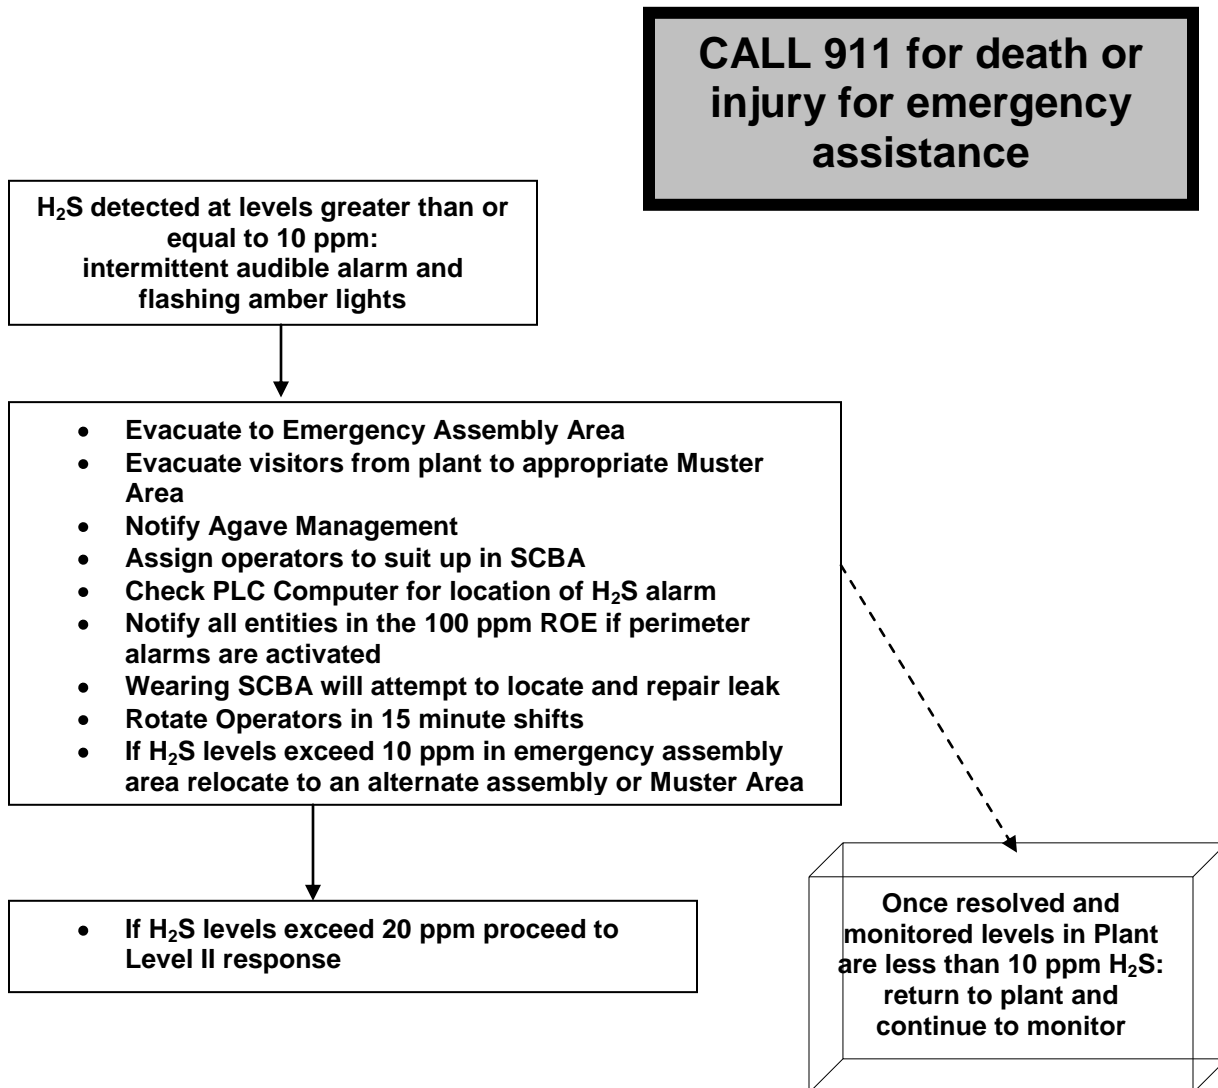 CALL 911 for death or
injury for emergency
assistance
H₂S detected at levels greater than or
equal to 10 ppm:
intermittent audible alarm and
flashing amber lights
• Evacuate to Emergency Assembly Area
• Evacuate visitors from plant to appropriate Muster
Area
• Notify Agave Management
• Assign operators to suit up in SCBA
• Check PLC Computer for location of H₂S alarm
• Notify all entities in the 100 ppm ROE if perimeter
alarms are activated
• Wearing SCBA will attempt to locate and repair leak
• Rotate Operators in 15 minute shifts
• If H₂S levels exceed 10 ppm in emergency assembly
area relocate to an alternate assembly or Muster Area
• If H₂S levels exceed 20 ppm proceed to
Level II response
Once resolved and
monitored levels in Plant
are less than 10 ppm H₂S:
return to plant and
continue to monitor